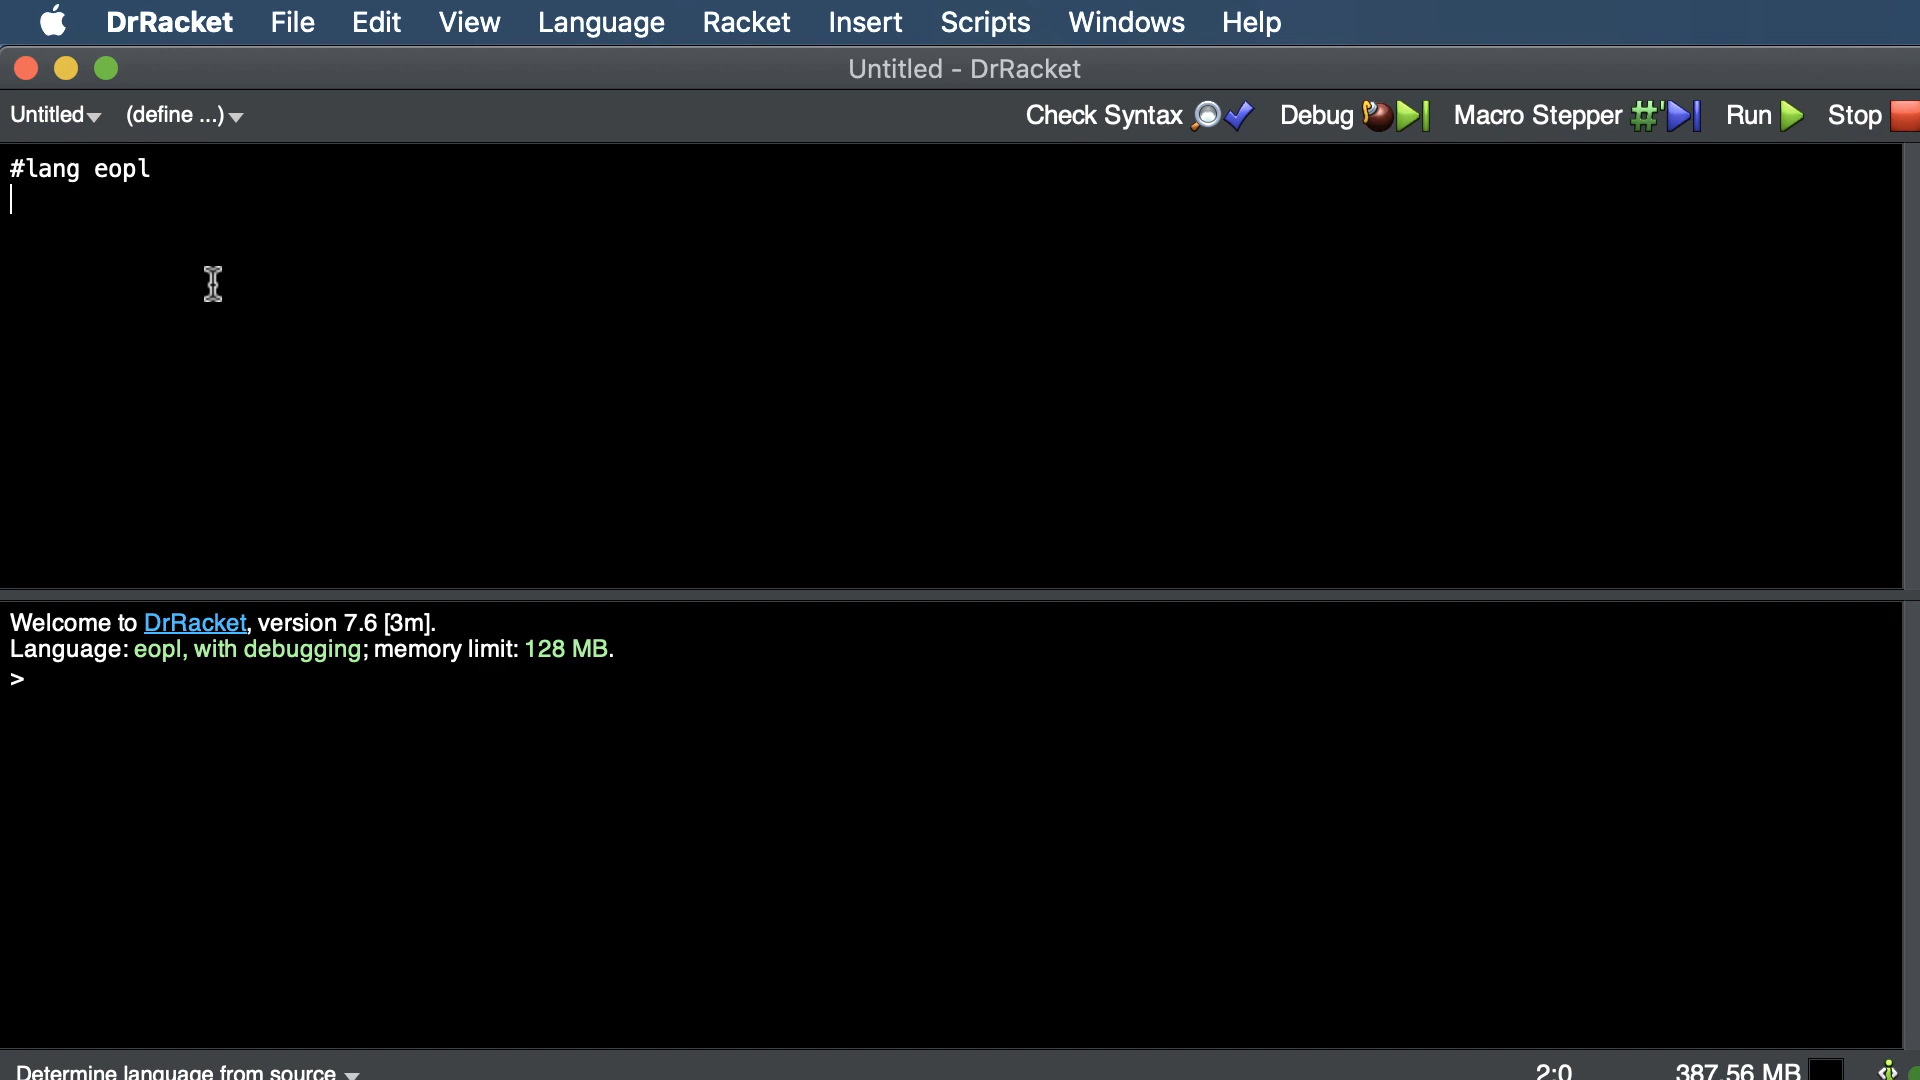 DrRacket File Edit View Language Racket Insert Scripts Windows Help
Untitled - DrRacket
Untitled (define ...) Check Syntax Debug Macro Stepper #' Run Stop
#lang eopl
Welcome to DrRacket, version 7.6 [3m].
Language: eopl, with debugging; memory limit: 128 MB.
>
Determine language from source 2:0 387.56 MB